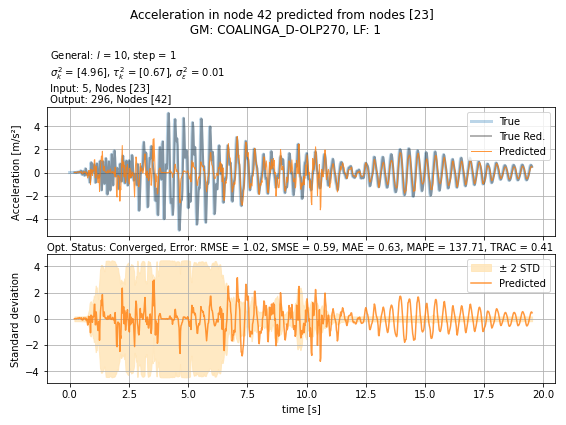 Acceleration in node 42 predicted from nodes [23]
GM: COALINGA_D-OLP270, LF: 1
General: l = 10, step = 1
σ²ₖ = [4.96], τ²ₖ = [0.67], σ²ε = 0.01
Input: 5, Nodes [23]
Output: 296, Nodes [42]
Acceleration [m/s²]
4
2
0
−2
−4
True
True Red.
Predicted
Opt. Status: Converged, Error: RMSE = 1.02, SMSE = 0.59, MAE = 0.63, MAPE = 137.71, TRAC = 0.41
Standard deviation
4
2
0
−2
−4
± 2 STD
Predicted
0.0 2.5 5.0 7.5 10.0 12.5 15.0 17.5 20.0
time [s]